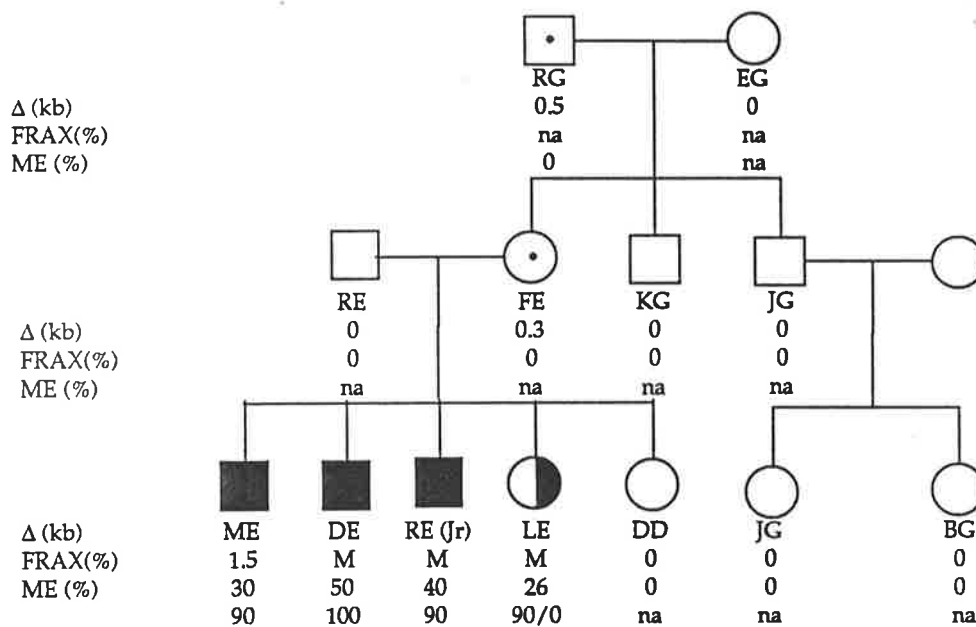 RG EG
Δ (kb) 0.5 0
FRAX(%) na na
ME (%) 0 na
RE FE KG JG
Δ (kb) 0 0.3 0 0
FRAX(%) 0 0 0 0
ME (%) na na na na
ME DE RE (Jr) LE DD JG BG
Δ (kb)
FRAX(%) 1.5 M M M 0 0 0
ME (%) 30 50 40 26 0 0 0
90 100 90 90/0 na na na